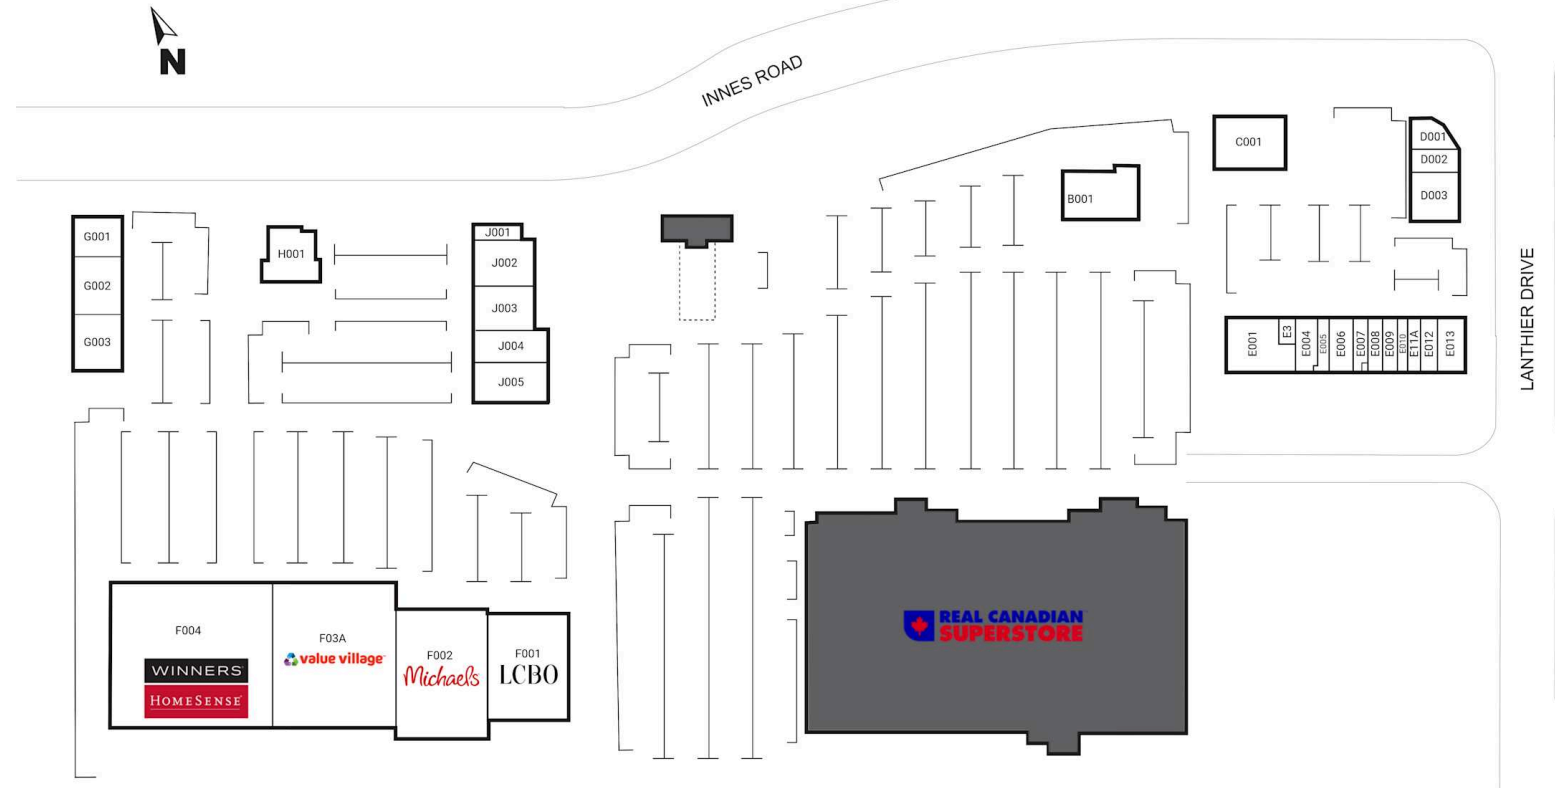 N
INNES ROAD
LANTHIER DRIVE
C001
D001
D002
D003
B001
G001
G002
G003
H001
J001
J002
J003
J004
J005
E001
E3
E004
E005
E006
E007
E008
E009
E010
E11A
E012
E013
F004
WINNERS
HOMESENSE
F03A
value village
F002
Michaels
F001
LCBO
REAL CANADIAN
SUPERSTORE